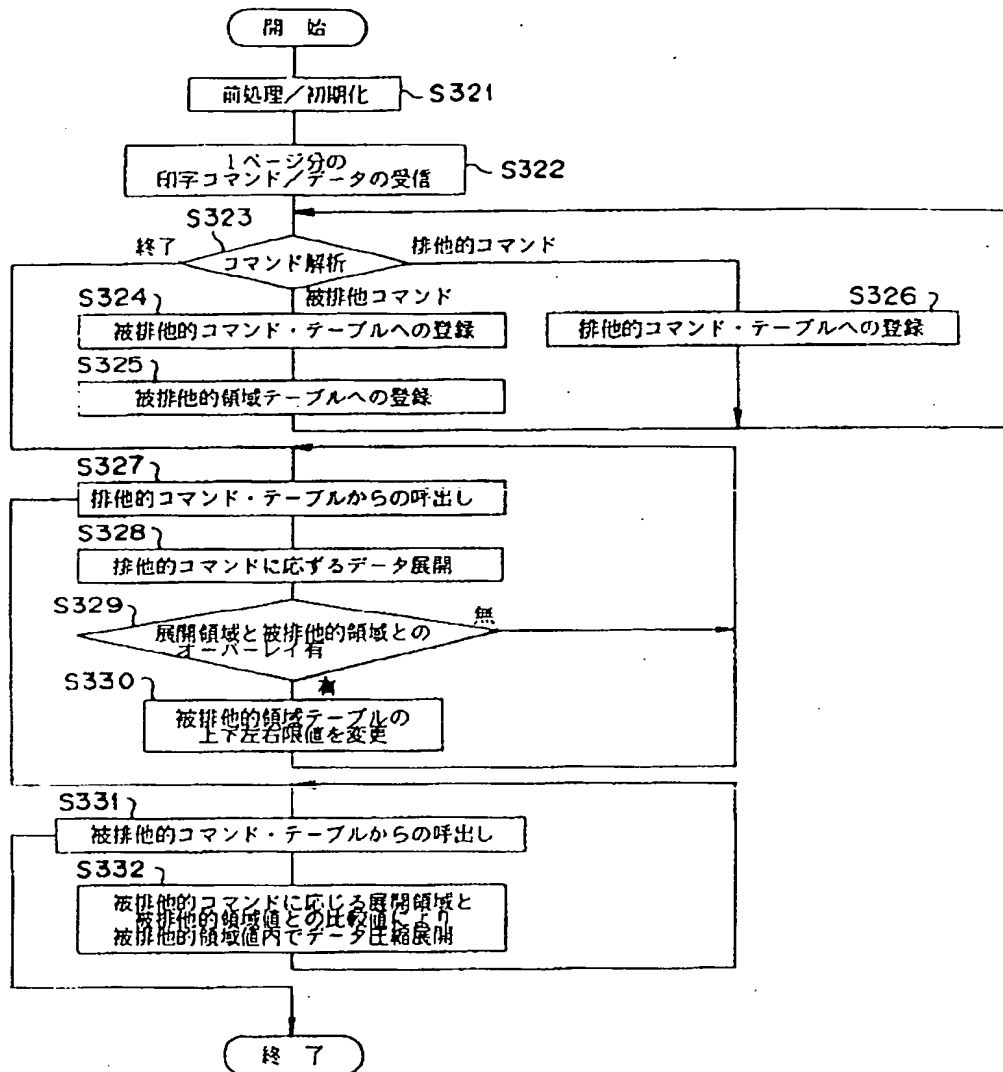 開 始
前処理/初期化
S321
1ページ分の
印字コマンド/データの受信
S322
S323
終了
コマンド解析
排他的コマンド
被排他コマンド
S324
被排他的コマンド・テーブルへの登録
S326
排他的コマンド・テーブルへの登録
S325
被排他的領域テーブルへの登録
S327
排他的コマンド・テーブルからの呼出し
S328
排他的コマンドに応ずるデータ展開
S329
展開領域と被排他的領域との
オーバーレイ有
無
有
S330
被排他的領域テーブルの
上下左右限値を変更
S331
被排他的コマンド・テーブルからの呼出し
S332
被排他的コマンドに応じる展開領域と
被排他的領域値との比較値により
被排他的領域値内でデータ圧縮展開
終 了